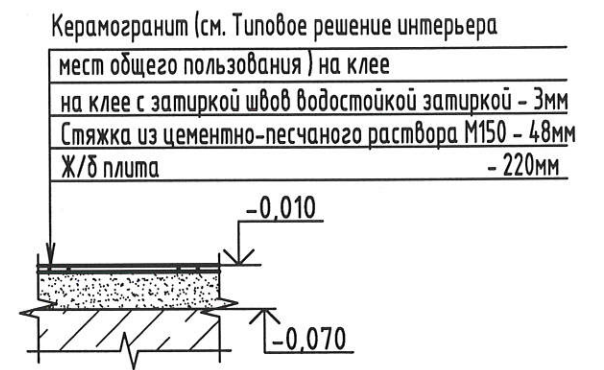 Керамогранит (см. Типовое решение интерьера
мест общего пользования ) на клее
на клее с затиркой швов водостойкой затиркой - 3мм
Стяжка из цементно-песчаного раствора М150 - 48мм
Ж/б плита - 220мм
-0,010
-0,070